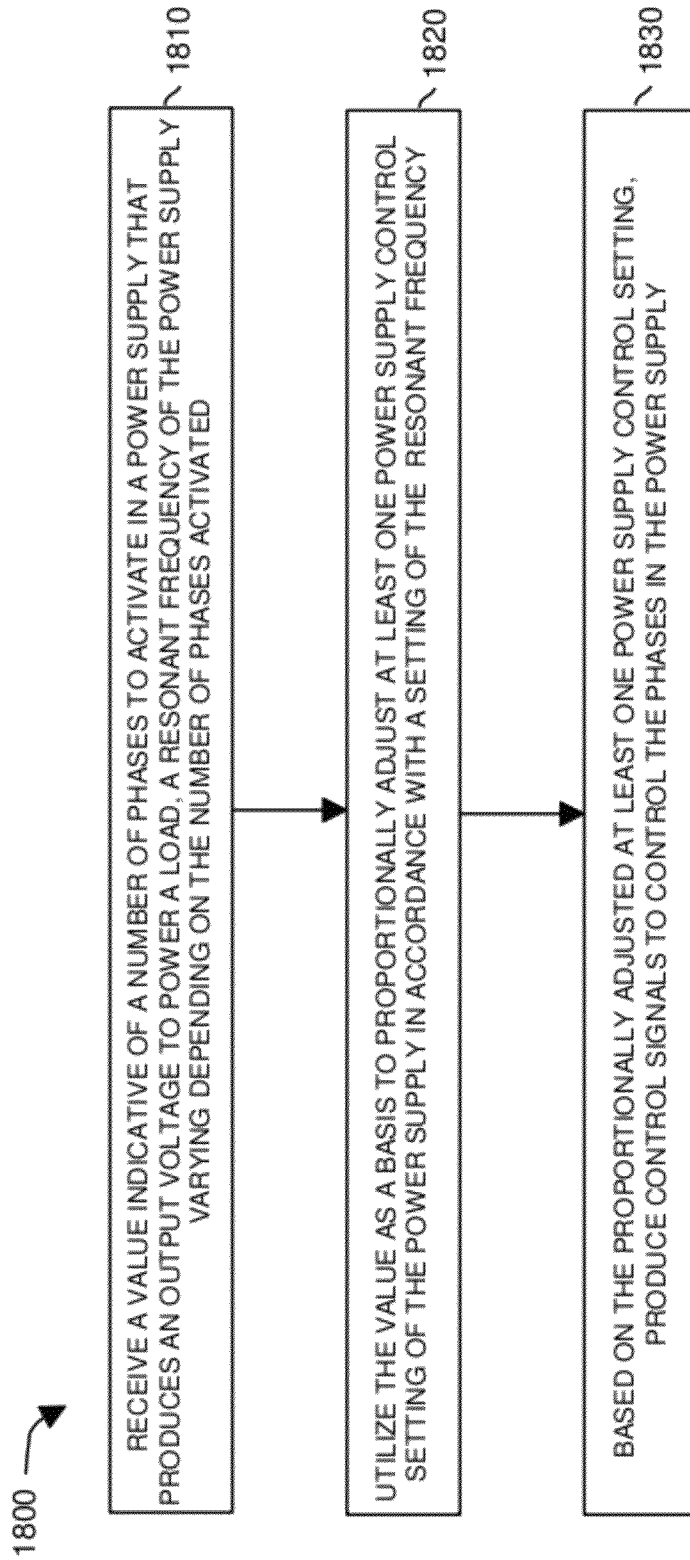 1800
RECEIVE A VALUE INDICATIVE OF A NUMBER OF PHASES TO ACTIVATE IN A POWER SUPPLY THAT
PRODUCES AN OUTPUT VOLTAGE TO POWER A LOAD, A RESONANT FREQUENCY OF THE POWER SUPPLY
VARYING DEPENDING ON THE NUMBER OF PHASES ACTIVATED
1810
UTILIZE THE VALUE AS A BASIS TO PROPORTIONALLY ADJUST AT LEAST ONE POWER SUPPLY CONTROL
SETTING OF THE POWER SUPPLY IN ACCORDANCE WITH A SETTING OF THE RESONANT FREQUENCY
1820
BASED ON THE PROPORTIONALLY ADJUSTED AT LEAST ONE POWER SUPPLY CONTROL SETTING,
PRODUCE CONTROL SIGNALS TO CONTROL THE PHASES IN THE POWER SUPPLY
1830